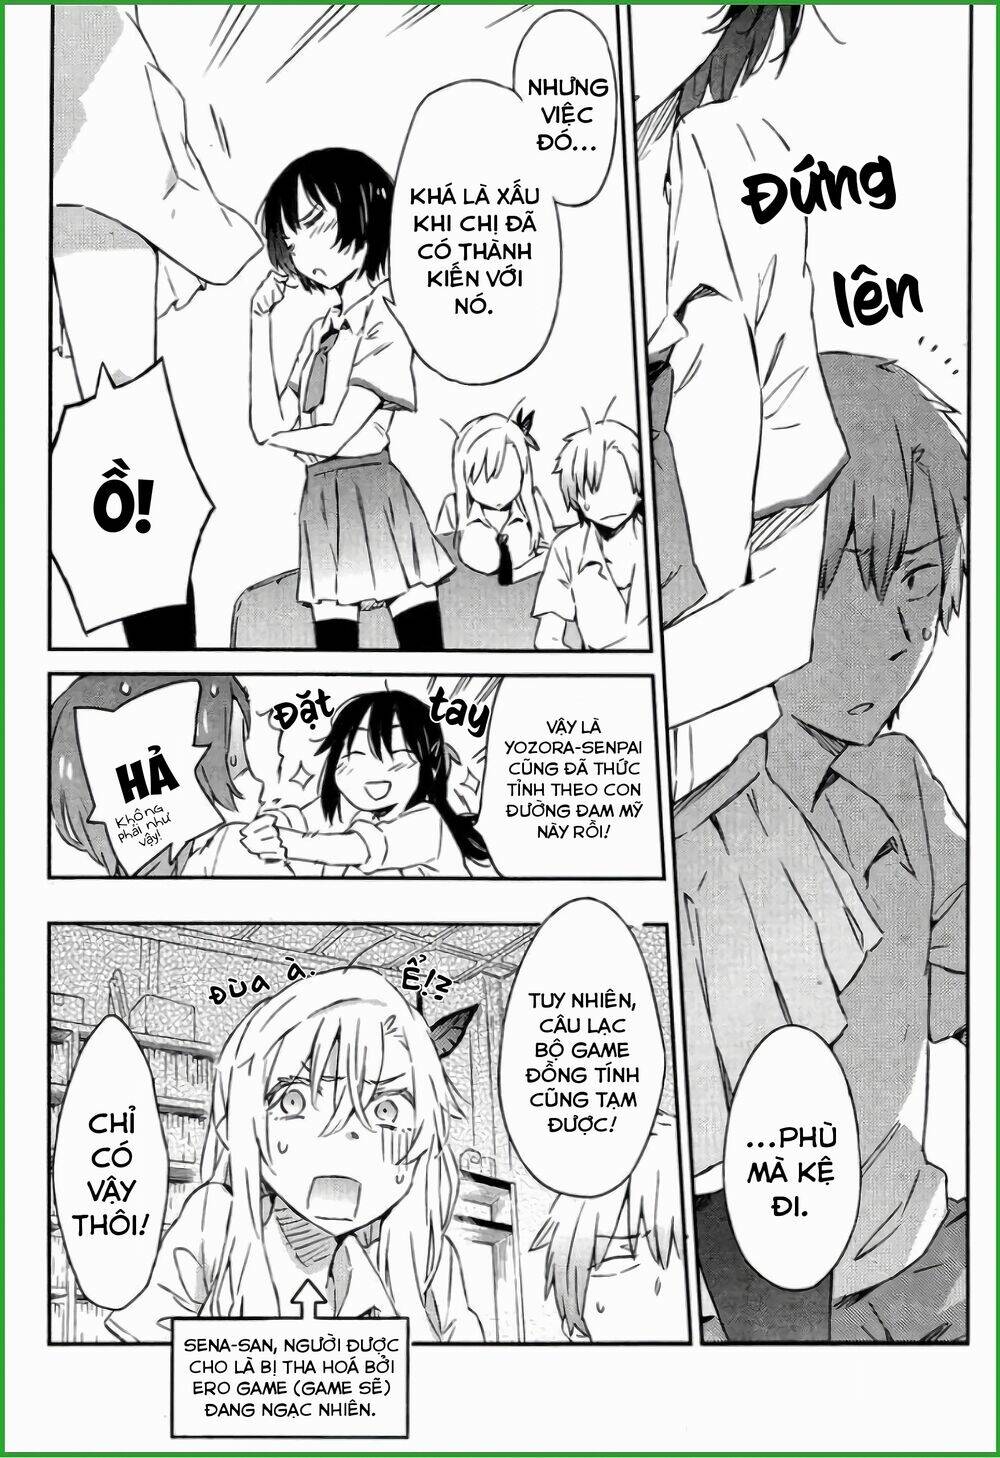 Đứng
lên
NHƯNG
VIỆC
ĐÓ...
KHÁ LÀ XẤU
KHI CHỊ ĐÃ
CÓ THÀNH
KIẾN VỚI
NÓ.
Ồ!
...PHÙ
MÀ KỆ
ĐI.
VẬY LÀ
YOZORA-SENPAI
CŨNG ĐÃ THỨC
TỈNH THEO CON
ĐƯỜNG ĐAM MỸ
NÀY RỒI!
Đặt tay
HẢ
Không
phải như
vậy!
TUY NHIÊN,
CÂU LẠC
BỘ GAME
ĐỒNG TÍNH
CŨNG TẠM
ĐƯỢC!
Ể!?
Đùa à.
CHỈ
CÓ VẬY
THÔI!
SENA-SAN, NGƯỜI ĐƯỢC
CHO LÀ BỊ THA HOÁ BỞI
ERO GAME (GAME SẼ)
ĐANG NGẠC NHIÊN.